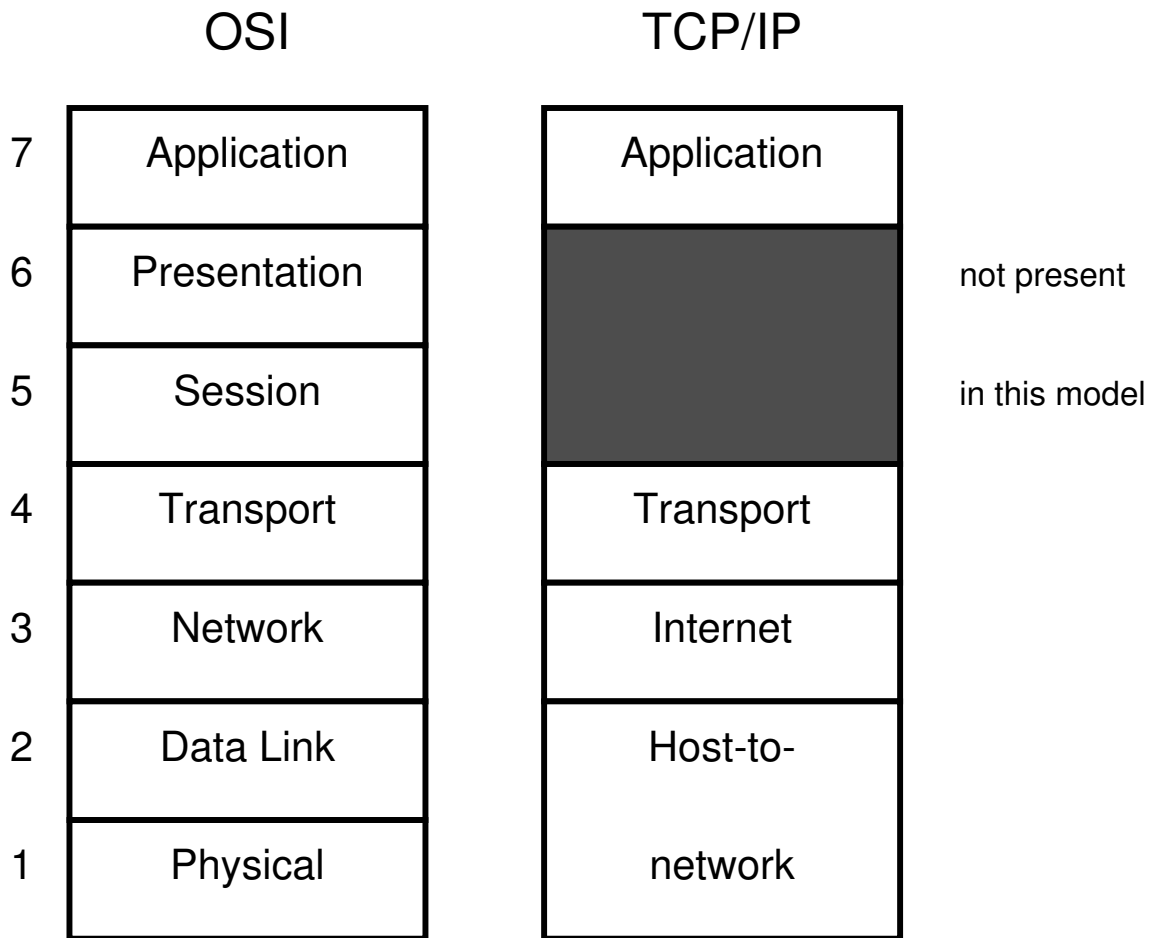 OSI TCP/IP
7 Application Application
6 Presentation not present
5 Session in this model
4 Transport Transport
3 Network Internet
2 Data Link Host-to-
1 Physical network